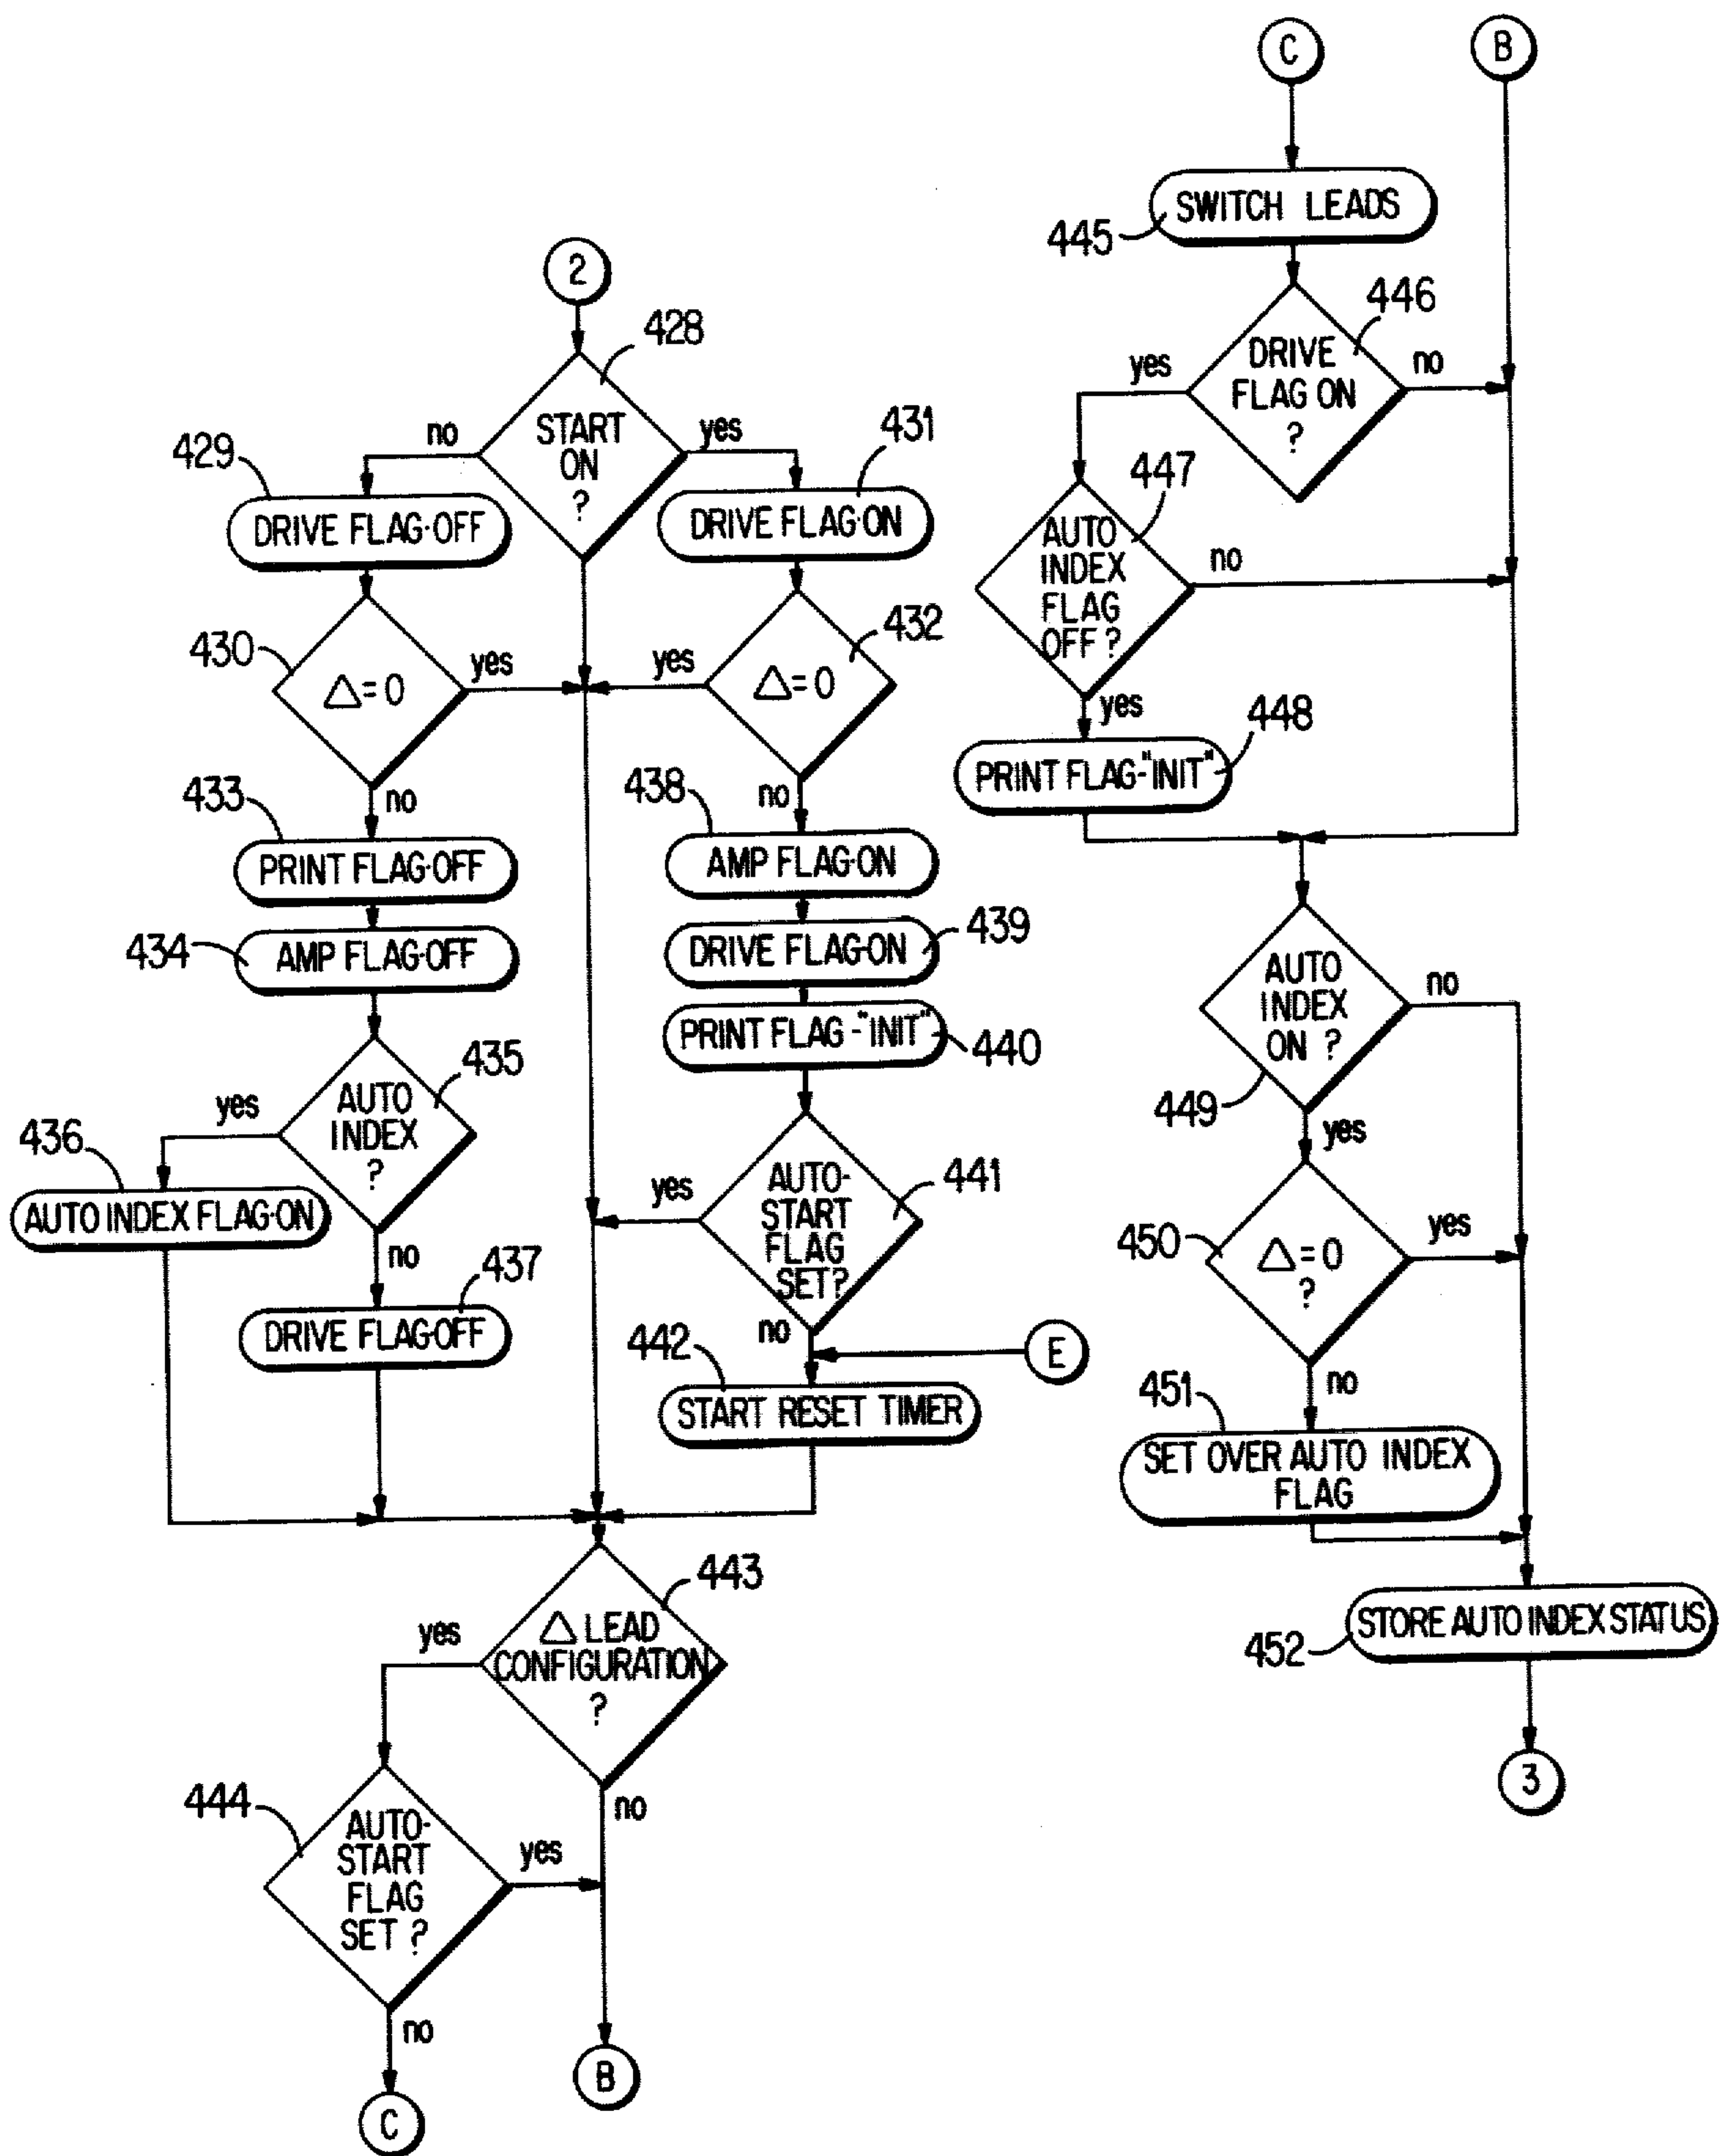 2
428
START
ON
?
no
yes
429
DRIVE FLAG-OFF
431
DRIVE FLAG-ON
430
△=0
yes
432
△=0
yes
no
no
433
PRINT FLAG-OFF
434
AMP FLAG-OFF
438
AMP FLAG-ON
DRIVE FLAG-ON
439
PRINT FLAG-"INIT"
440
435
AUTO
INDEX
?
yes
no
436
AUTO INDEX FLAG-ON
437
DRIVE FLAG-OFF
441
AUTO-
START
FLAG
SET?
yes
no
E
442
START RESET TIMER
443
△ LEAD
CONFIGURATION
?
yes
no
444
AUTO-
START
FLAG
SET ?
yes
no
B
C
C
B
SWITCH LEADS
445
446
DRIVE
FLAG ON
?
yes
no
447
AUTO
INDEX
FLAG
OFF ?
no
yes
448
PRINT FLAG-"INIT"
AUTO
INDEX
ON ?
no
449
yes
450
△=0
?
yes
no
451
SET OVER AUTO INDEX
FLAG
STORE AUTO INDEX STATUS
452
3